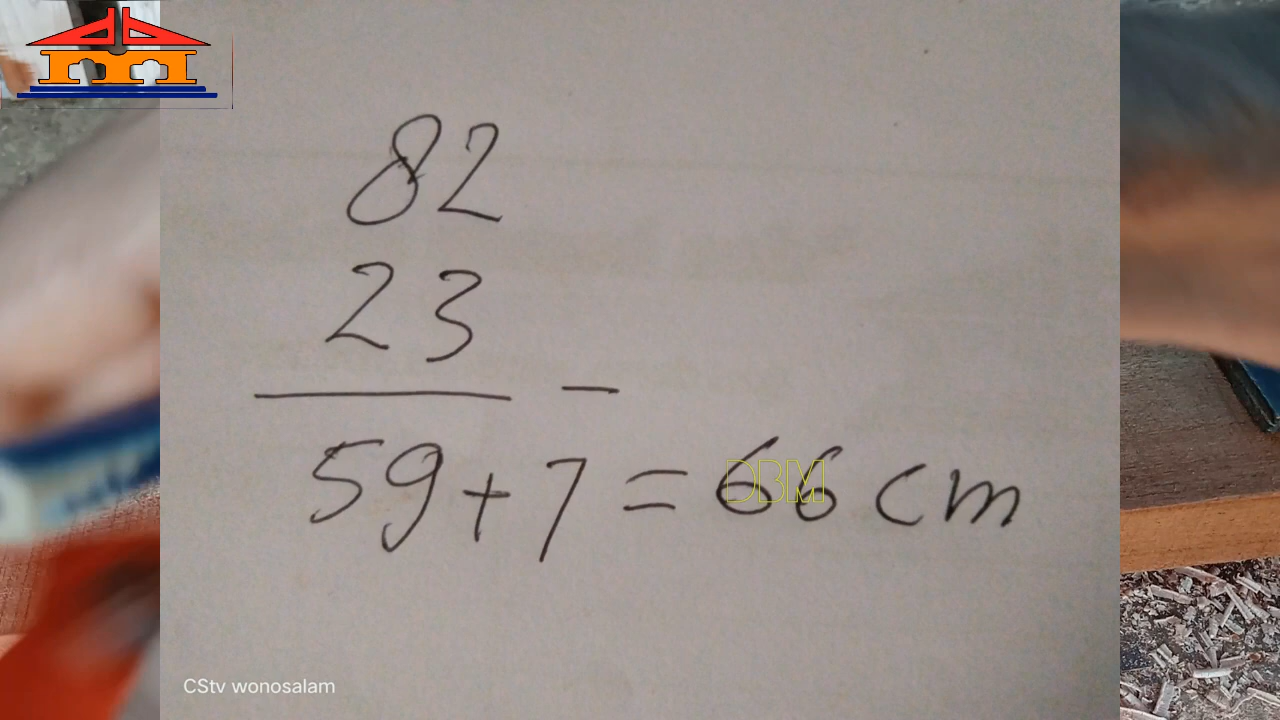 82
23
—
59 + 7 = 66 cm
DBM
CStv wonosalam